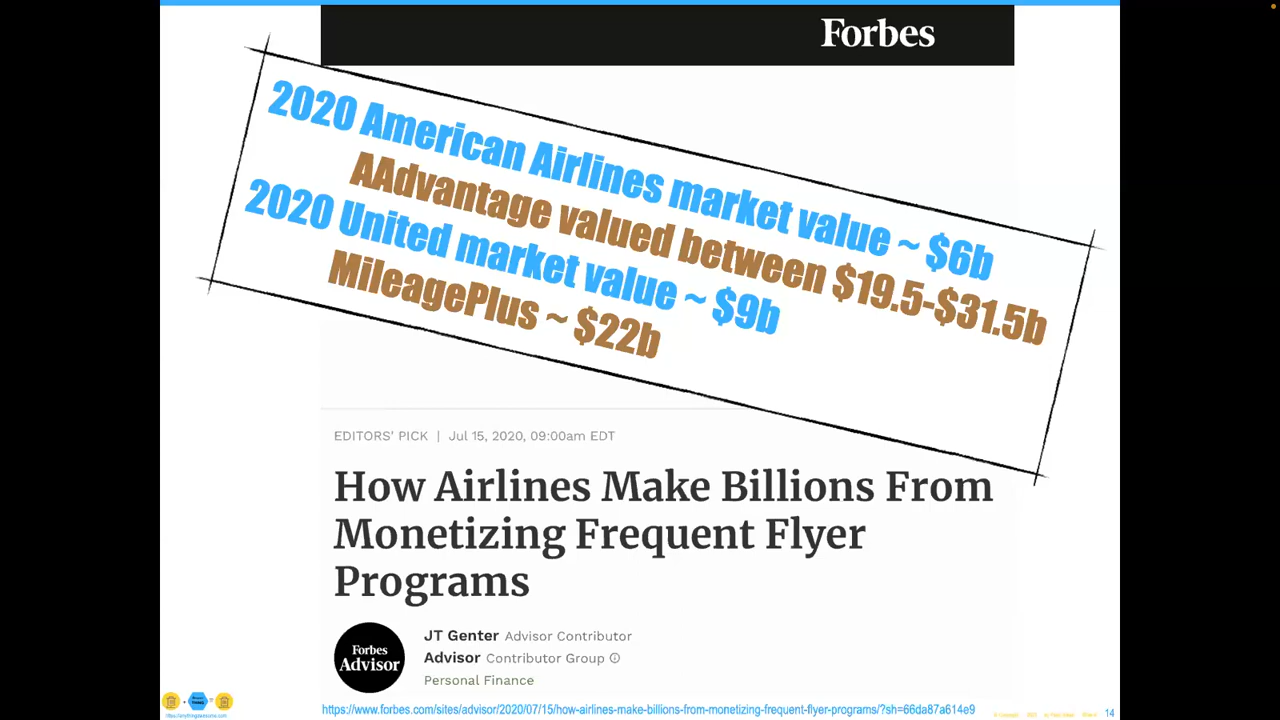 Forbes
2020 American Airlines market value ~ $6b
AAdvantage valued between $19.5-$31.5b
2020 United market value ~ $9b
MileagePlus ~ $22b
EDITORS' PICK | Jul 15, 2020, 09:00am EDT
How Airlines Make Billions From
Monetizing Frequent Flyer
Programs
Forbes
Advisor
JT Genter Advisor Contributor
Advisor Contributor Group
Personal Finance
https://www.forbes.com/sites/advisor/2020/07/15/how-airlines-make-billions-from-monetizing-frequent-flyer-programs/?sh=66da87a614e9
14